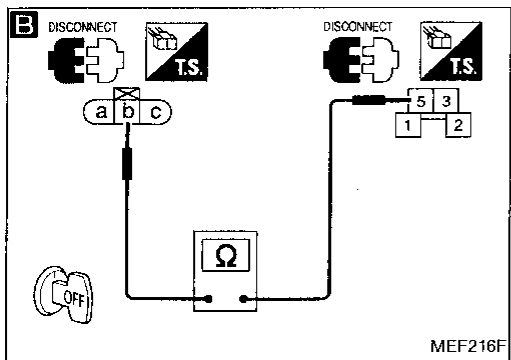 B DISCONNECT DISCONNECT
T.S. T.S.
a b c 5 3
1 2
Ω
OFF
MEF216F